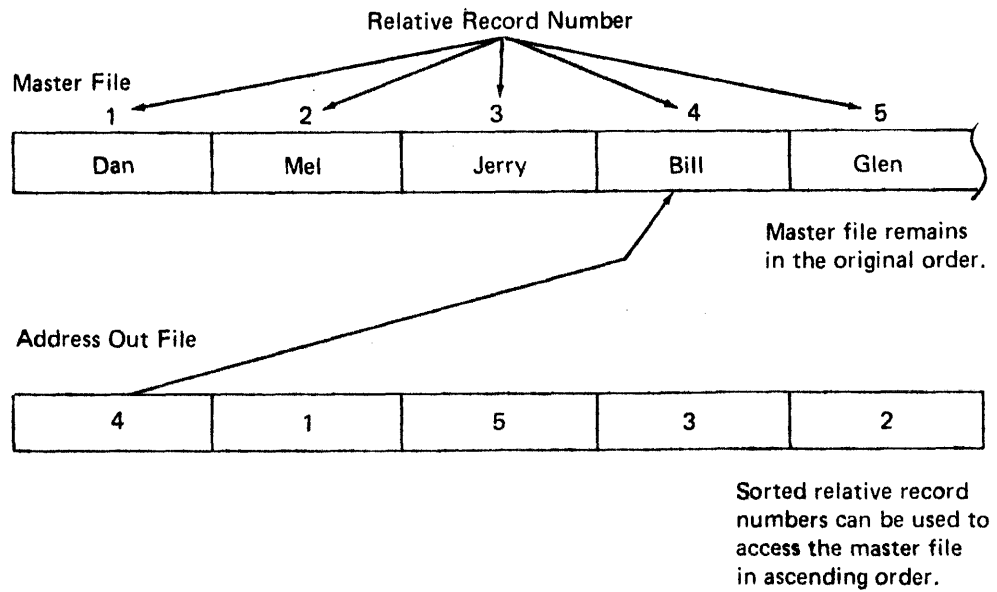 Relative Record Number
Master File
1 2 3 4 5
Dan Mel Jerry Bill Glen
Master file remains
in the original order.
Address Out File
4 1 5 3 2
Sorted relative record
numbers can be used to
access the master file
in ascending order.